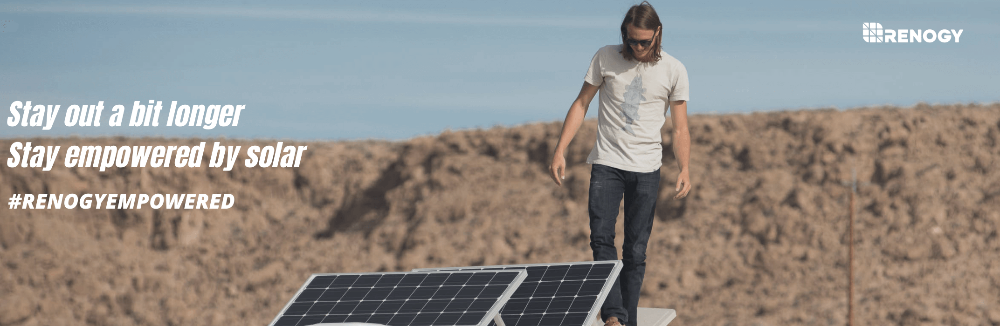 RENOGY
Stay out a bit longer
Stay empowered by solar
#RENOGYEMPOWERED